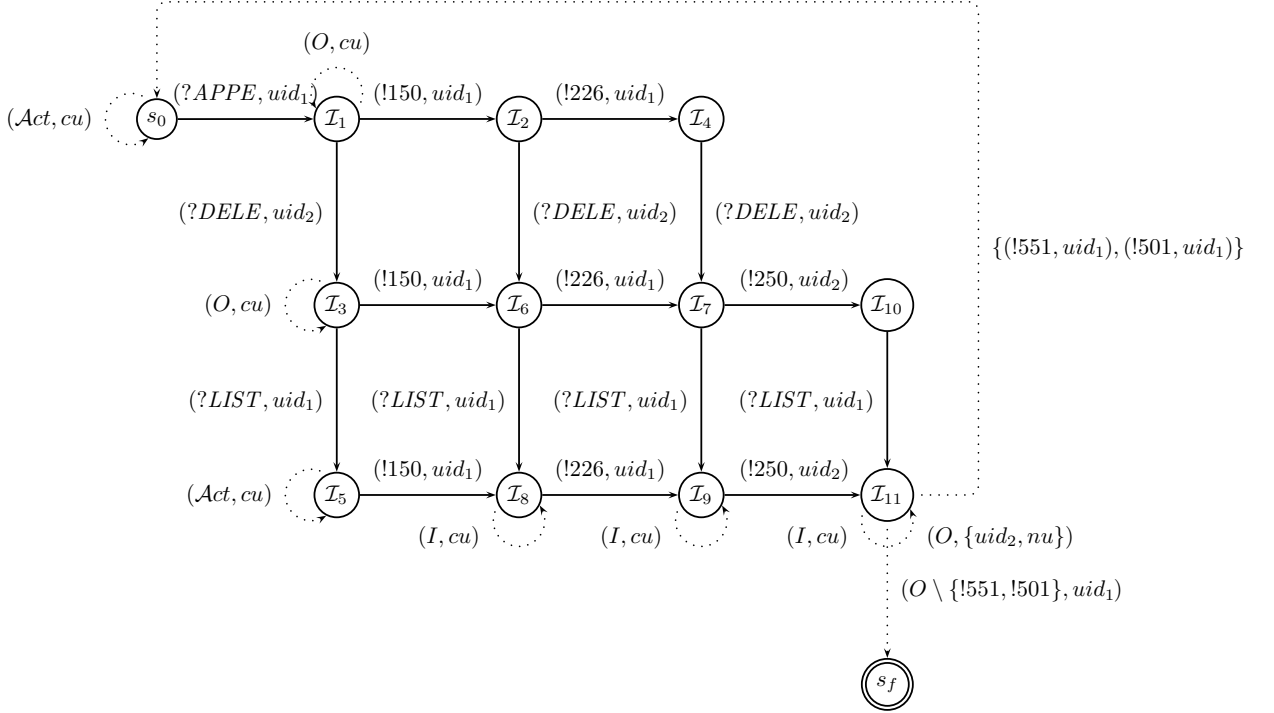 (O, cu)
(𝒜ct, cu)
s₀
(?APPE, uid₁)
ℐ₁
(!150, uid₁)
ℐ₂
(!226, uid₁)
ℐ₄
(?DELE, uid₂)
(?DELE, uid₂)
(?DELE, uid₂)
{(!551, uid₁), (!501, uid₁)}
(O, cu)
ℐ₃
(!150, uid₁)
ℐ₆
(!226, uid₁)
ℐ₇
(!250, uid₂)
ℐ₁₀
(?LIST, uid₁)
(?LIST, uid₁)
(?LIST, uid₁)
(?LIST, uid₁)
(𝒜ct, cu)
ℐ₅
(!150, uid₁)
ℐ₈
(!226, uid₁)
ℐ₉
(!250, uid₂)
ℐ₁₁
(I, cu)
(I, cu)
(I, cu)
(O, {uid₂, nu})
(O \ {!551, !501}, uid₁)
s_f